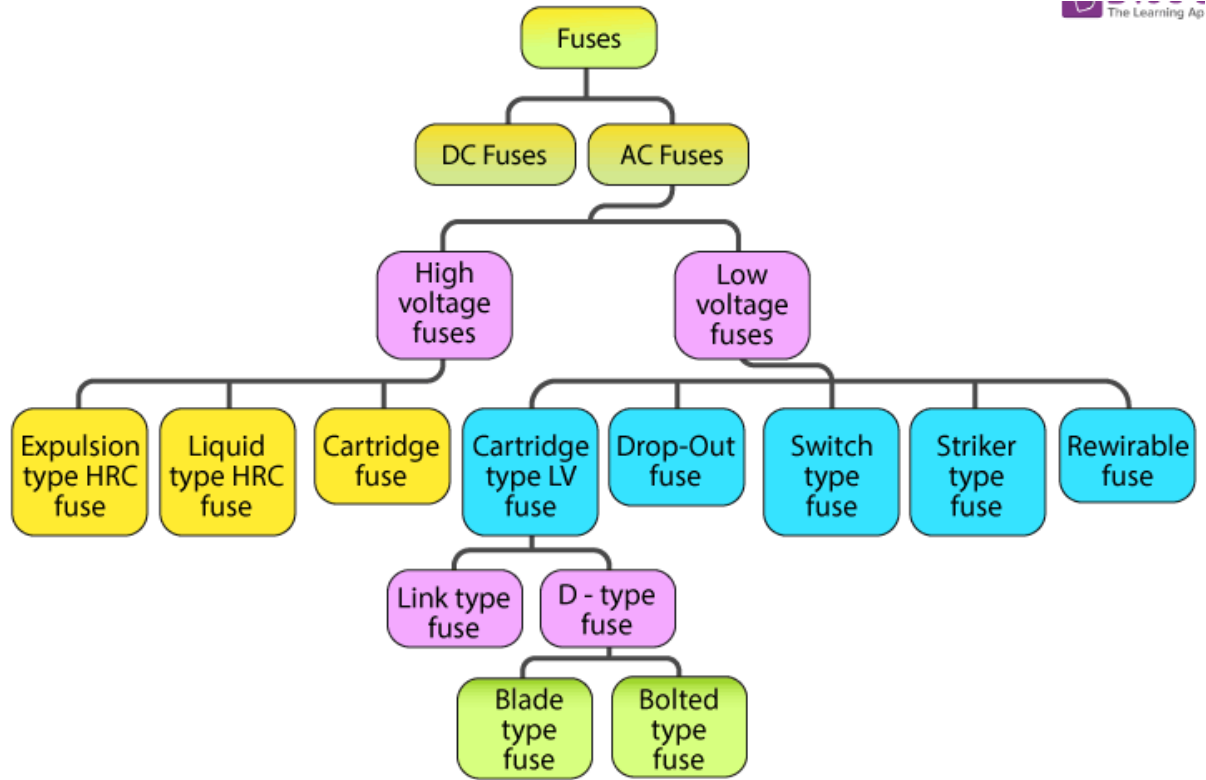 The Learning Ap
Fuses
DC Fuses
AC Fuses
High
voltage
fuses
Low
voltage
fuses
Expulsion
type HRC
fuse
Liquid
type HRC
fuse
Cartridge
fuse
Cartridge
type LV
fuse
Drop-Out
fuse
Switch
type
fuse
Striker
type
fuse
Rewirable
fuse
Link type
fuse
D - type
fuse
Blade
type
fuse
Bolted
type
fuse